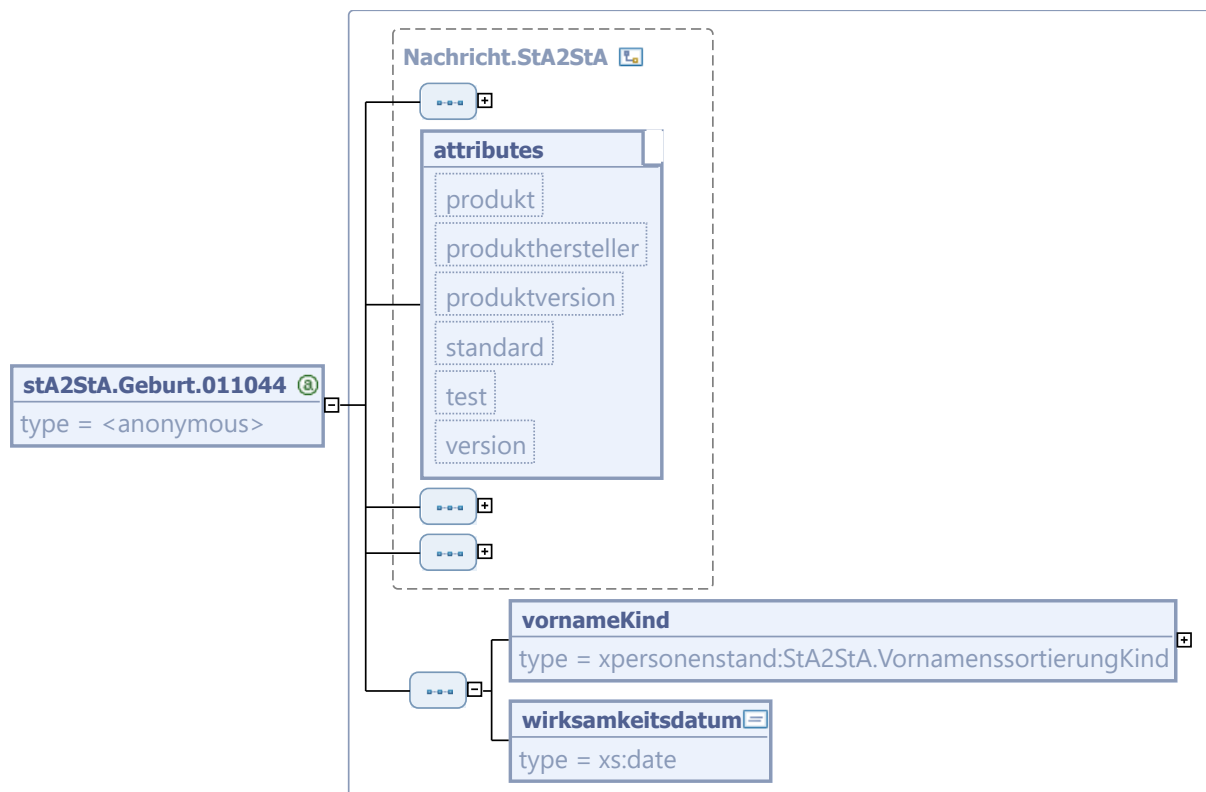 Nachricht.StA2StA
attributes
produkt
produkthersteller
produktversion
standard
test
version
stA2StA.Geburt.011044
type = <anonymous>
vornameKind
type = xpersonenstand:StA2StA.VornamenssortierungKind
wirksamkeitsdatum
type = xs:date